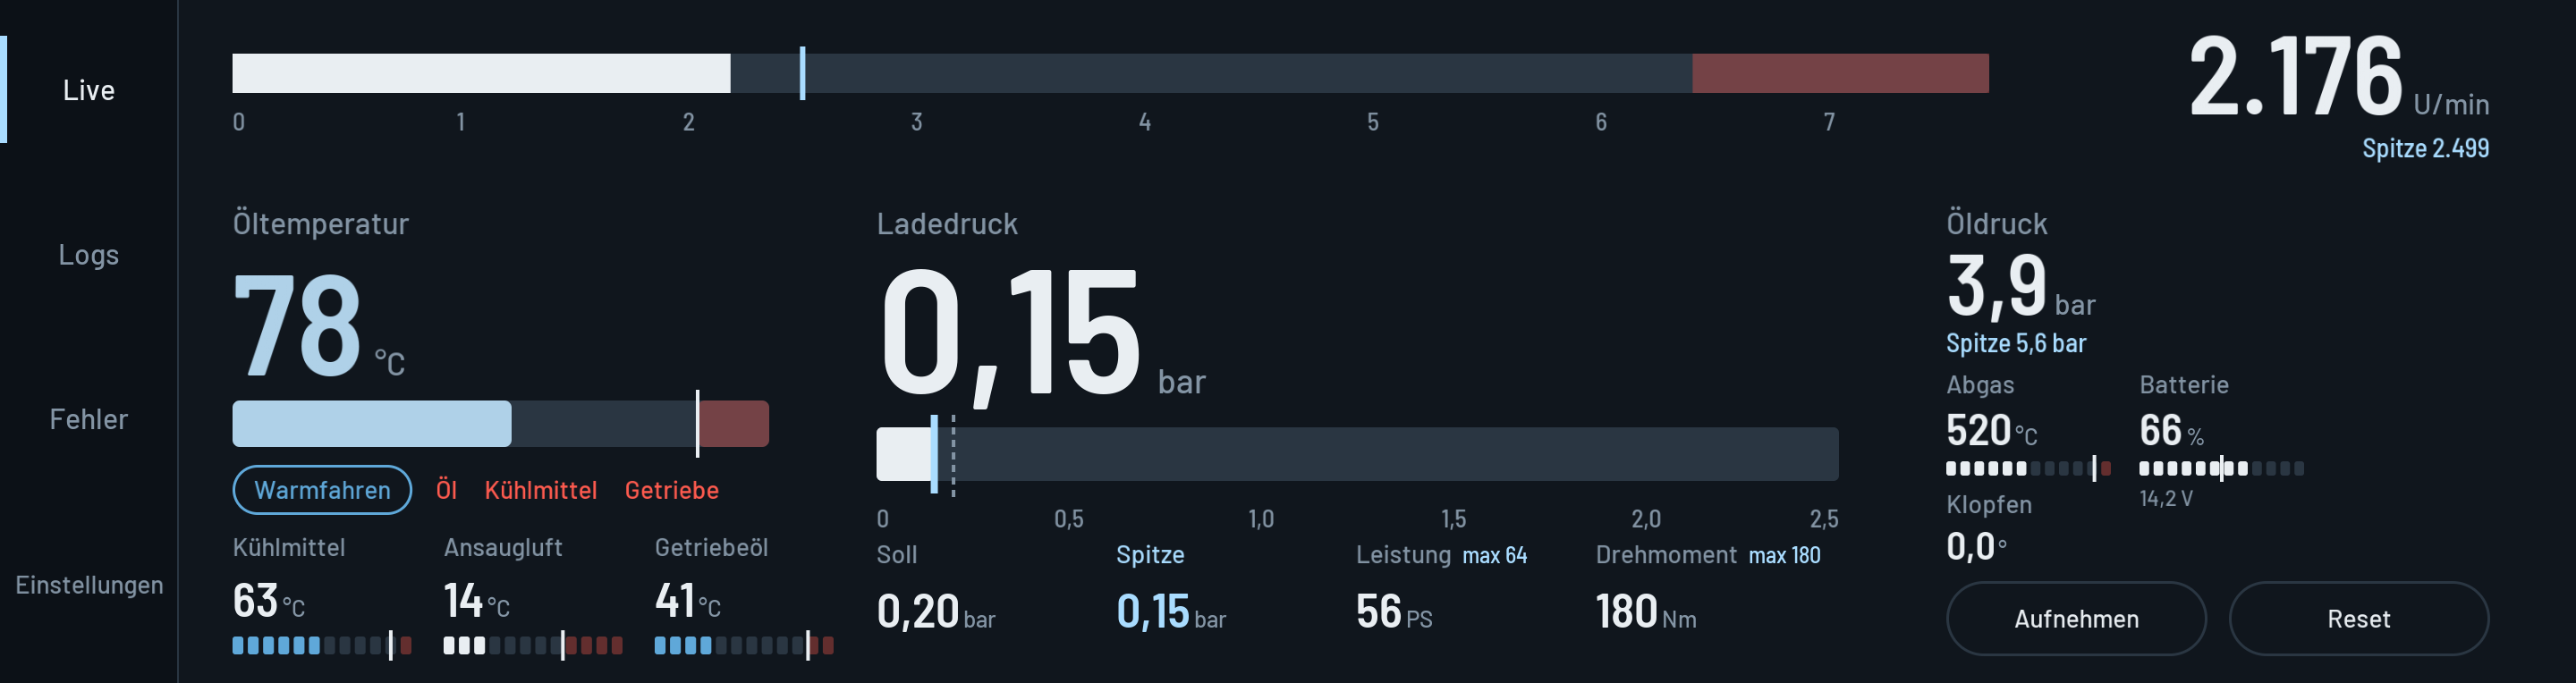 Live
Logs
Fehler
Einstellungen
0 1 2 3 4 5 6 7
2.176 U/min
Spitze 2.499
Öltemperatur
78 °C
Warmfahren Öl Kühlmittel Getriebe
Kühlmittel
63 °C
Ansaugluft
14 °C
Getriebeöl
41 °C
Ladedruck
0,15 bar
0 0,5 1,0 1,5 2,0 2,5
Soll
0,20 bar
Spitze
0,15 bar
Leistung max 64
56 PS
Drehmoment max 180
180 Nm
Öldruck
3,9 bar
Spitze 5,6 bar
Abgas
520 °C
Batterie
66 %
14,2 V
Klopfen
0,0 °
Aufnehmen
Reset